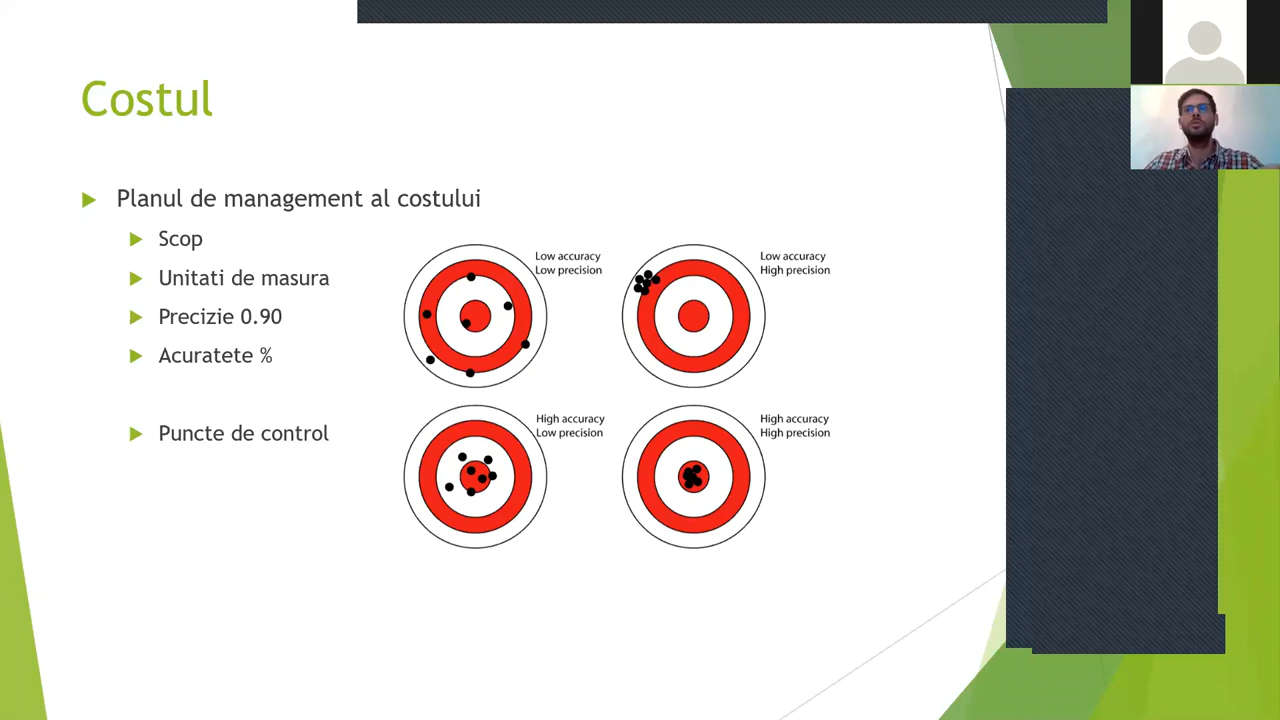 Costul
Planul de management al costului
Scop
Unitati de masura
Precizie 0.90
Acuratete %
Puncte de control
Low accuracy
Low precision
Low accuracy
High precision
High accuracy
Low precision
High accuracy
High precision